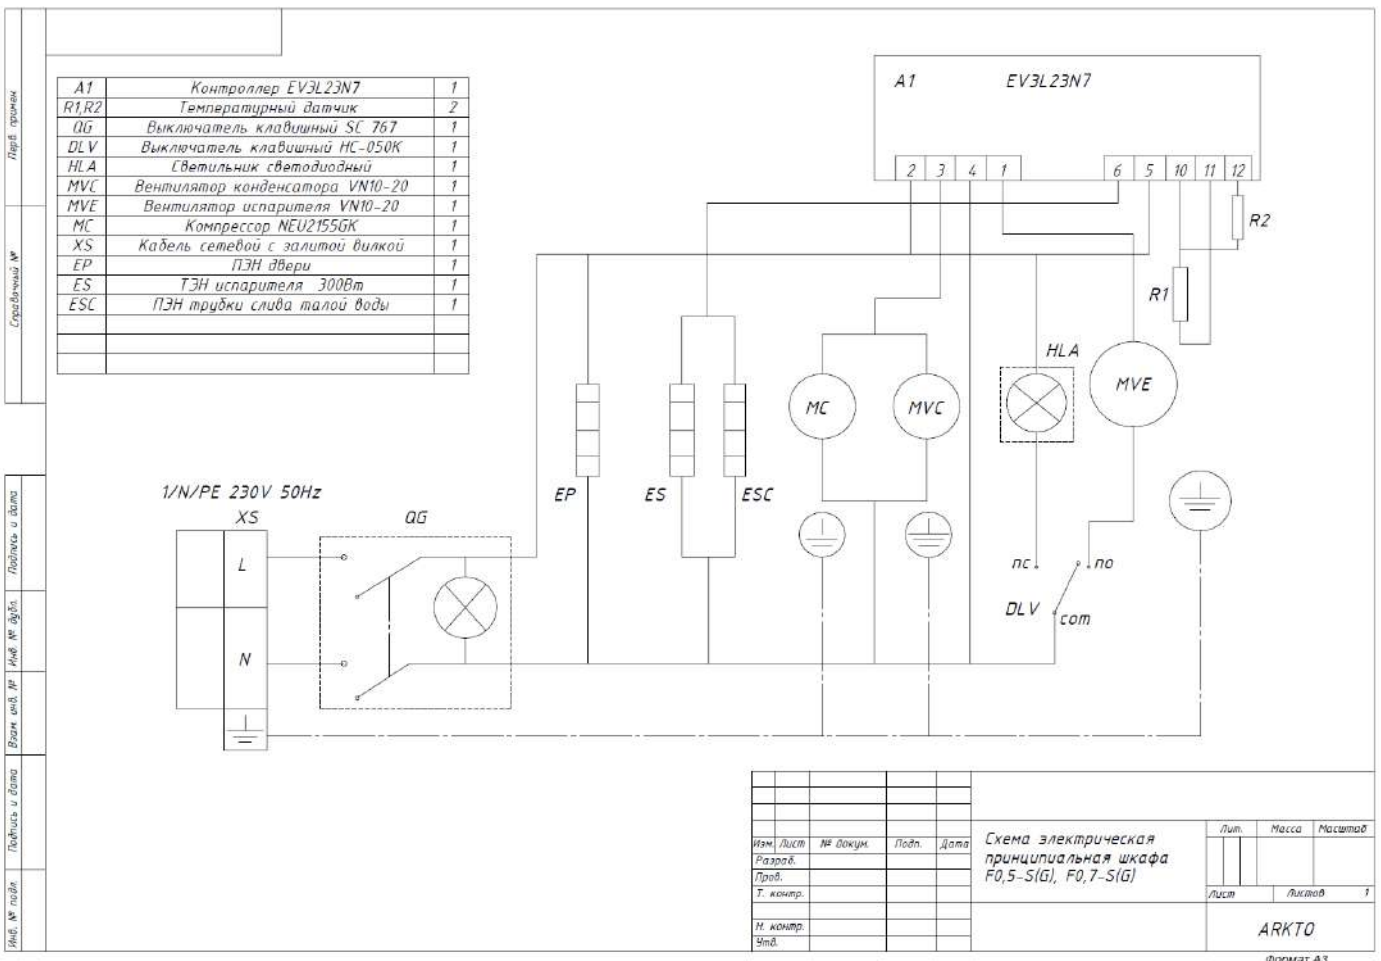 A1 Контроллер EV3L23N7 1
R1,R2 Температурный датчик 2
QG Выключатель клавишный SC 767 1
DLV Выключатель клавишный HC-050K 1
HLA Светильник светодиодный 1
MVC Вентилятор конденсатора VN10-20 1
MVE Вентилятор испарителя VN10-20 1
MC Компрессор NEU2155GK 1
XS Кабель сетевой с залитой вилкой 1
EP ПЭН двери 1
ES ТЭН испарителя 300Вт 1
ESC ПЭН трубки слива талой воды 1
A1 EV3L23N7
2 3 4 1 6 5 10 11 12
R2
R1
HLA
MC MVC MVE
EP ES ESC
1/N/PE 230V 50Hz
XS QG
L
N
nc no
DLV com
Перв. примен.
Справочный №
Подпись и дата
Инв. № дубл.
Взам. инв. №
Подпись и дата
Инв. № подл.
Изм. Лист № докум. Подп. Дата
Разраб.
Пров.
Т. контр.
Н. контр.
Утв.
Схема электрическая
принципиальная шкафа
F0,5-S(G), F0,7-S(G)
Лит. Масса Масштаб
Лист Листов 1
ARKTO
Формат А3